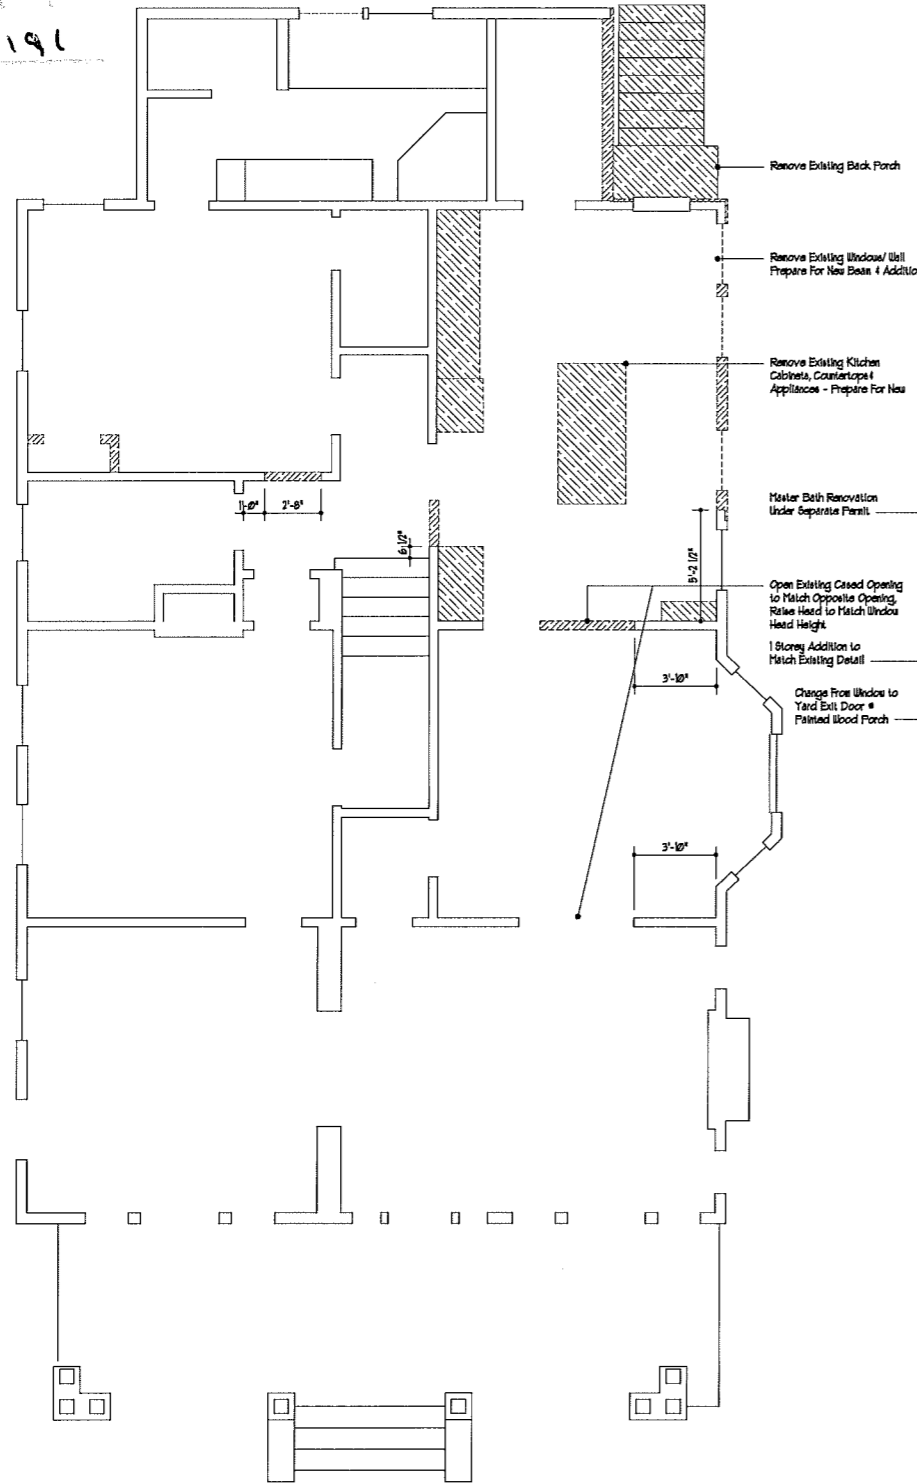 191
Remove Existing Back Porch
Remove Existing Window/ Wall
Prepare For New Beam & Additio
Remove Existing Kitchen
Cabinets, Countertops &
Appliances - Prepare For New
Master Bath Renovation
Under Separate Permit
1'-0"
2'-8"
6 1/2"
5'-2 1/2"
Open Existing Cased Opening
to Match Opposite Opening,
Raise Head to Match Window
Head Height
1 Storey Addition to
Match Existing Detail
3'-10"
Change From Window to
Yard Exit Door &
Painted Wood Porch
3'-10"